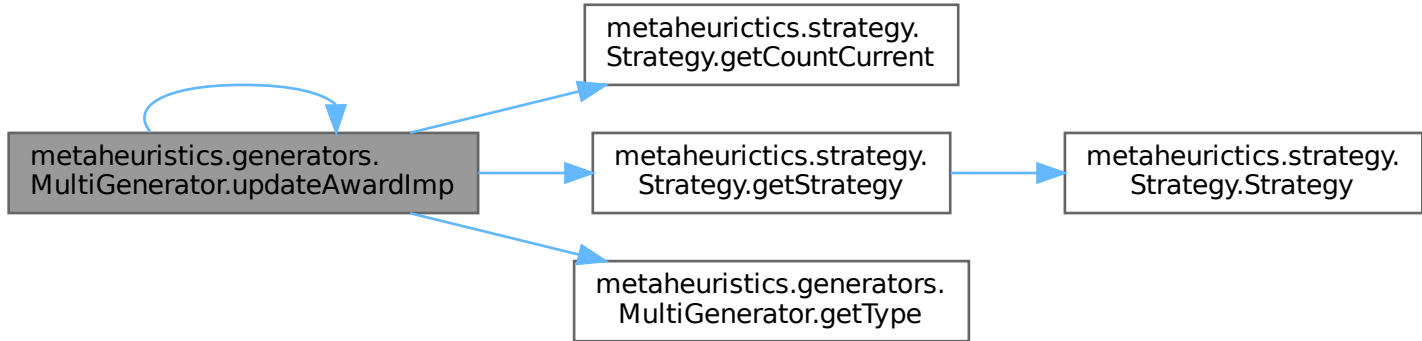 metaheurictics.strategy.
Strategy.getCountCurrent
metaheuristics.generators.
MultiGenerator.updateAwardImp
metaheurictics.strategy.
Strategy.getStrategy
metaheurictics.strategy.
Strategy.Strategy
metaheuristics.generators.
MultiGenerator.getType